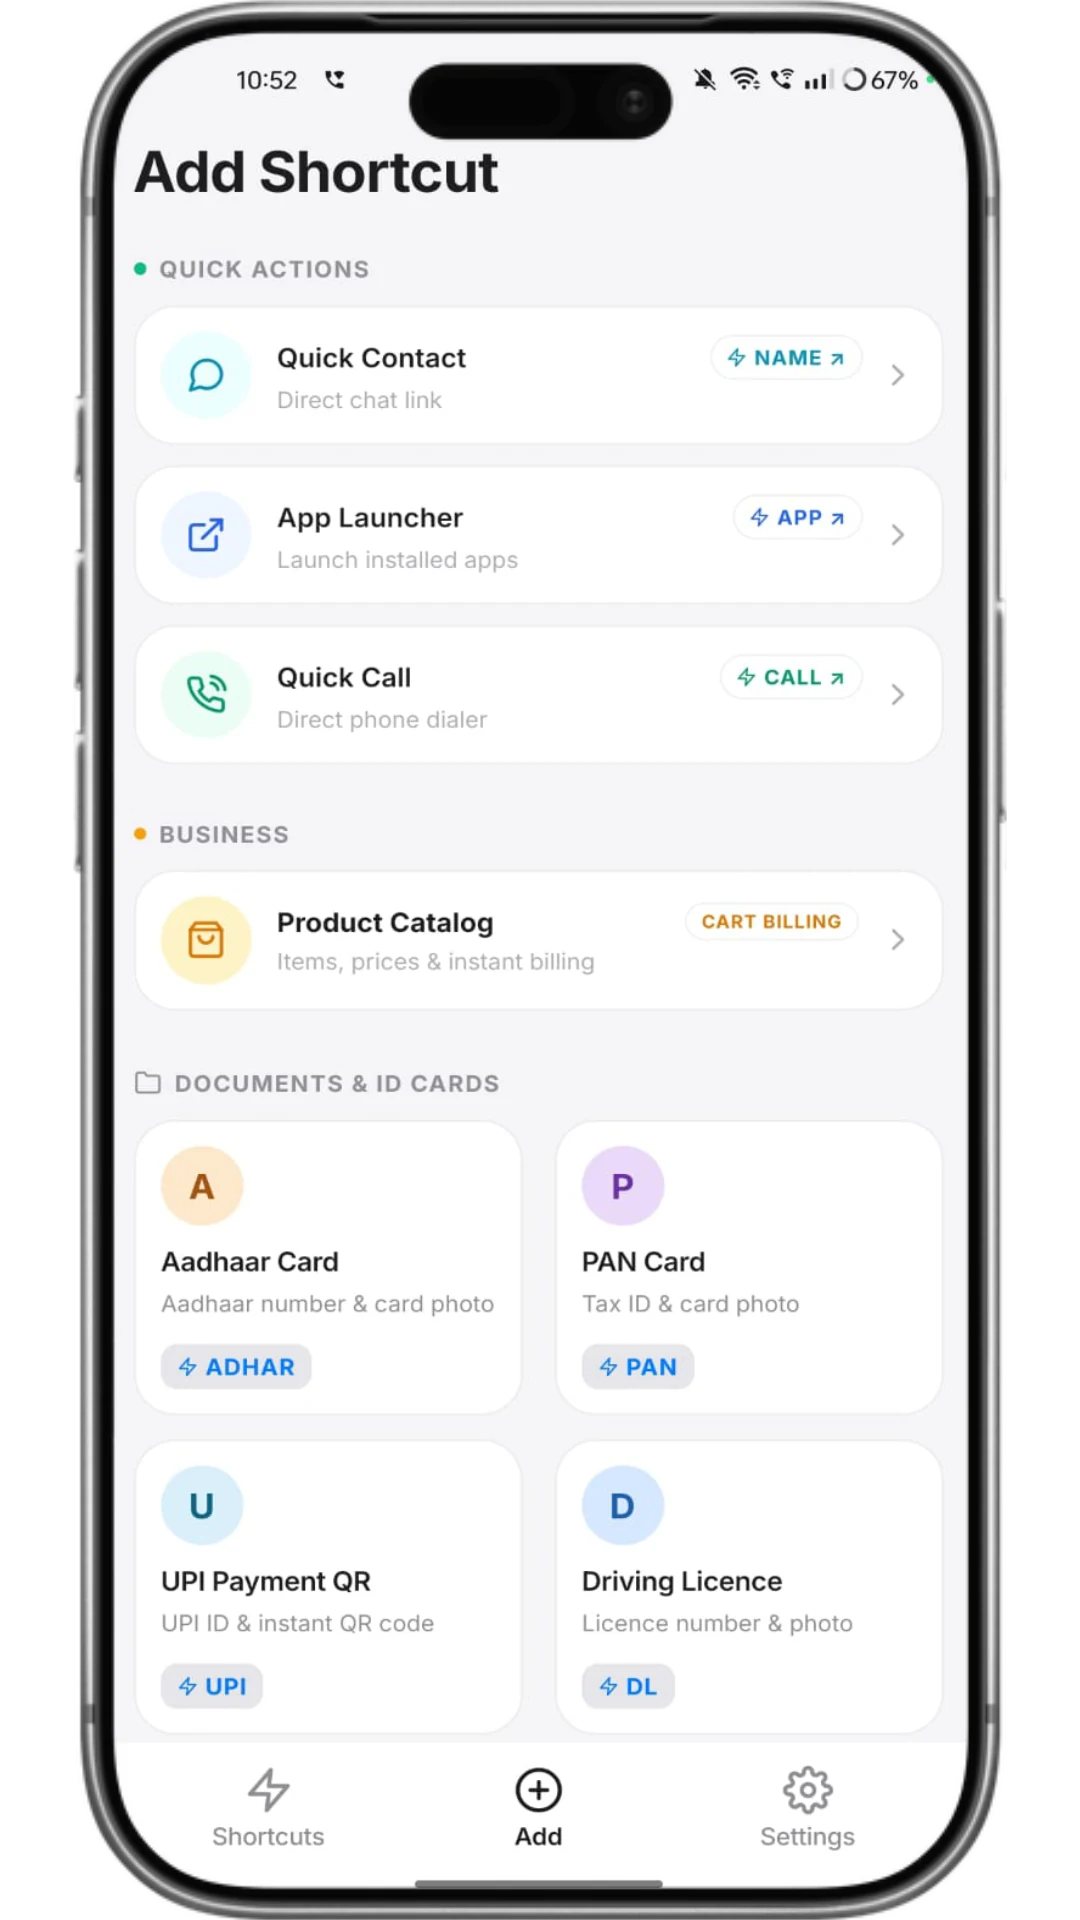 10:52
67%
Add Shortcut
QUICK ACTIONS
Quick Contact
NAME
Direct chat link
App Launcher
APP
Launch installed apps
Quick Call
CALL
Direct phone dialer
BUSINESS
Product Catalog
CART BILLING
Items, prices & instant billing
DOCUMENTS & ID CARDS
A
Aadhaar Card
Aadhaar number & card photo
ADHAR
P
PAN Card
Tax ID & card photo
PAN
U
UPI Payment QR
UPI ID & instant QR code
UPI
D
Driving Licence
Licence number & photo
DL
Shortcuts
Add
Settings